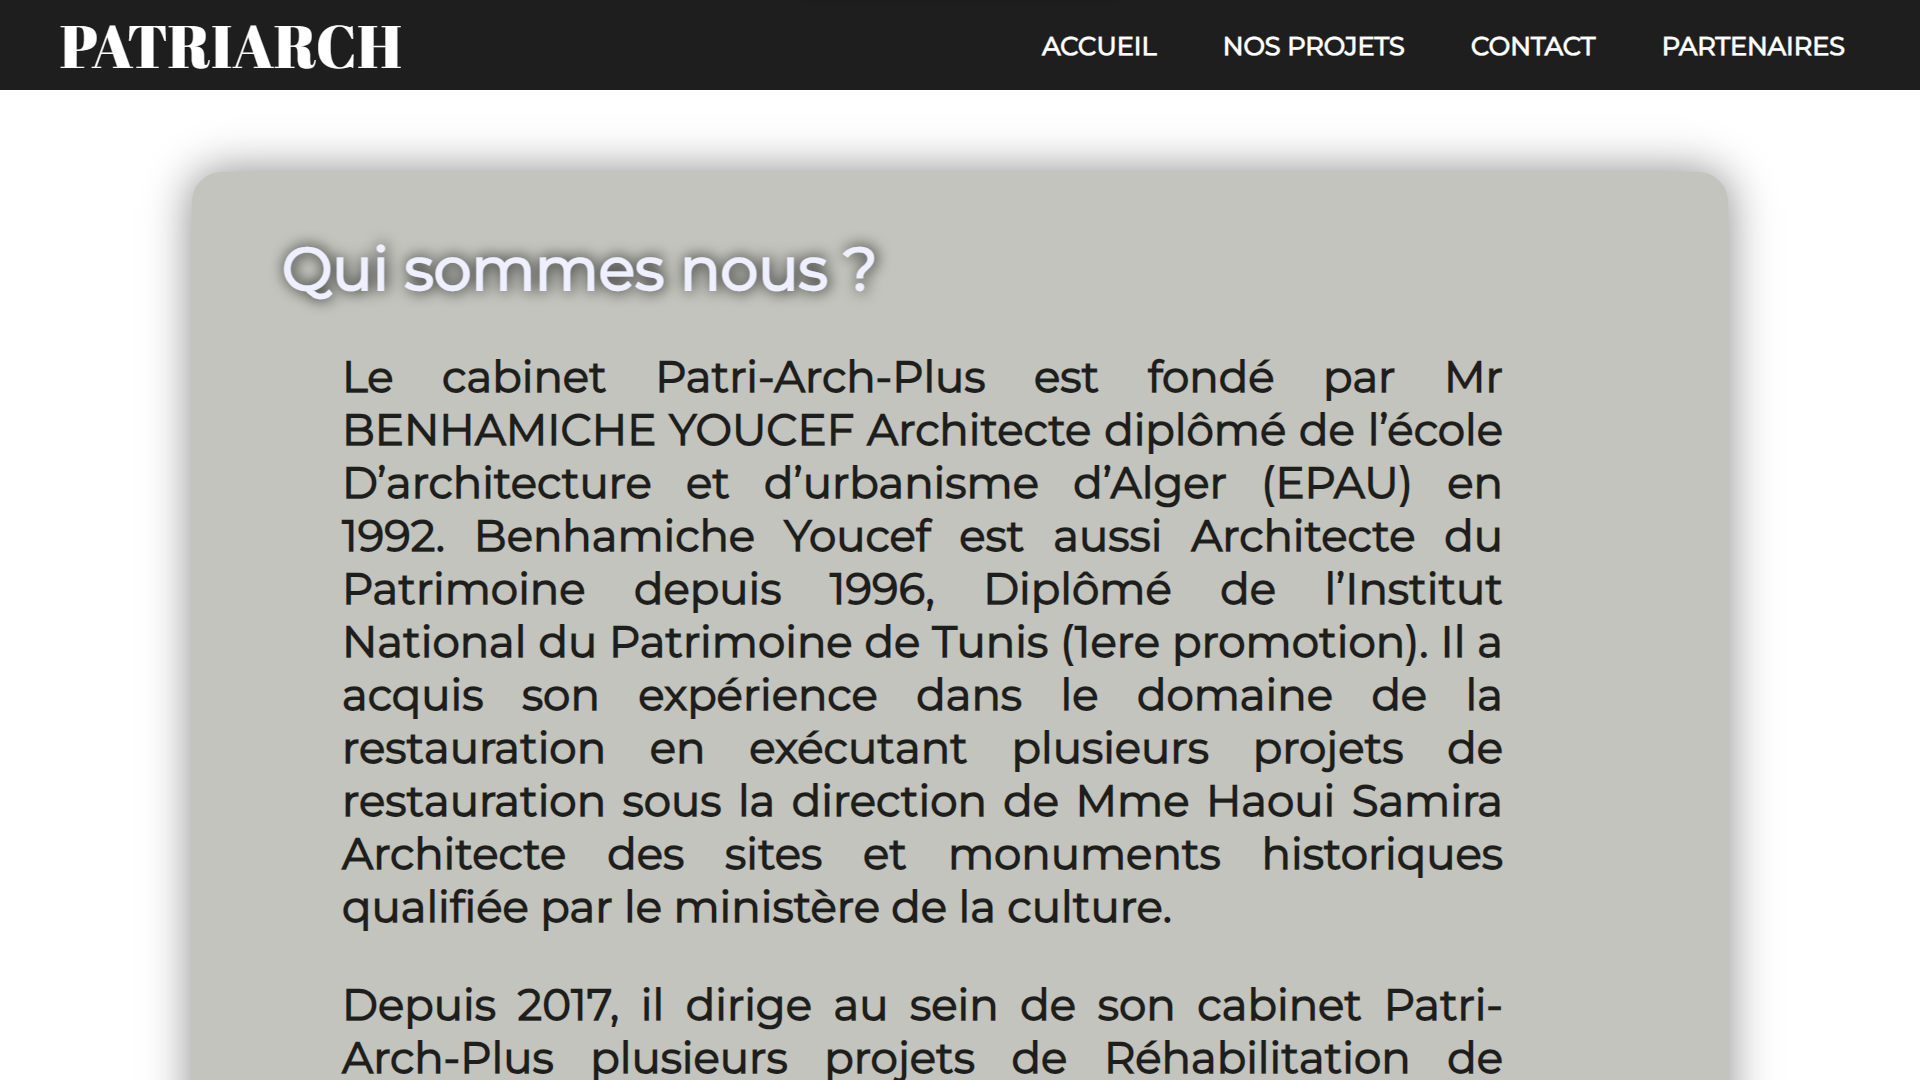 PATRIARCH
ACCUEIL NOS PROJETS CONTACT PARTENAIRES
Qui sommes nous ?
Le cabinet Patri-Arch-Plus est fondé par Mr
BENHAMICHE YOUCEF Architecte diplômé de l’école
D’architecture et d’urbanisme d’Alger (EPAU) en
1992. Benhamiche Youcef est aussi Architecte du
Patrimoine depuis 1996, Diplômé de l’Institut
National du Patrimoine de Tunis (1ere promotion). Il a
acquis son expérience dans le domaine de la
restauration en exécutant plusieurs projets de
restauration sous la direction de Mme Haoui Samira
Architecte des sites et monuments historiques
qualifiée par le ministère de la culture.
Depuis 2017, il dirige au sein de son cabinet Patri-
Arch-Plus plusieurs projets de Réhabilitation de